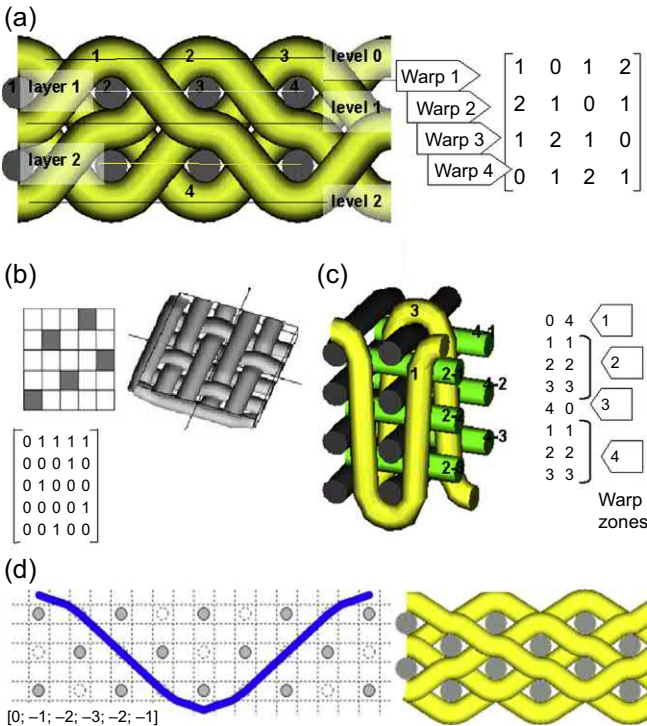 (a)
1 2 3 level 0
1 layer 1 2 3 4
level 1
layer 2
4
level 2
Warp 1
Warp 2
Warp 3
Warp 4
1 0 1 2
2 1 0 1
1 2 1 0
0 1 2 1
(b)
0 1 1 1 1
0 0 0 1 0
0 1 0 0 0
0 0 0 0 1
0 0 1 0 0
(c)
3
4-1
1
2-1
4-2
2-2
4-3
0 4 1
1 1
2 2 2
3 3
4 0 3
1 1
2 2 4
3 3
Warp
zones
(d)
[0; –1; –2; –3; –2; –1]